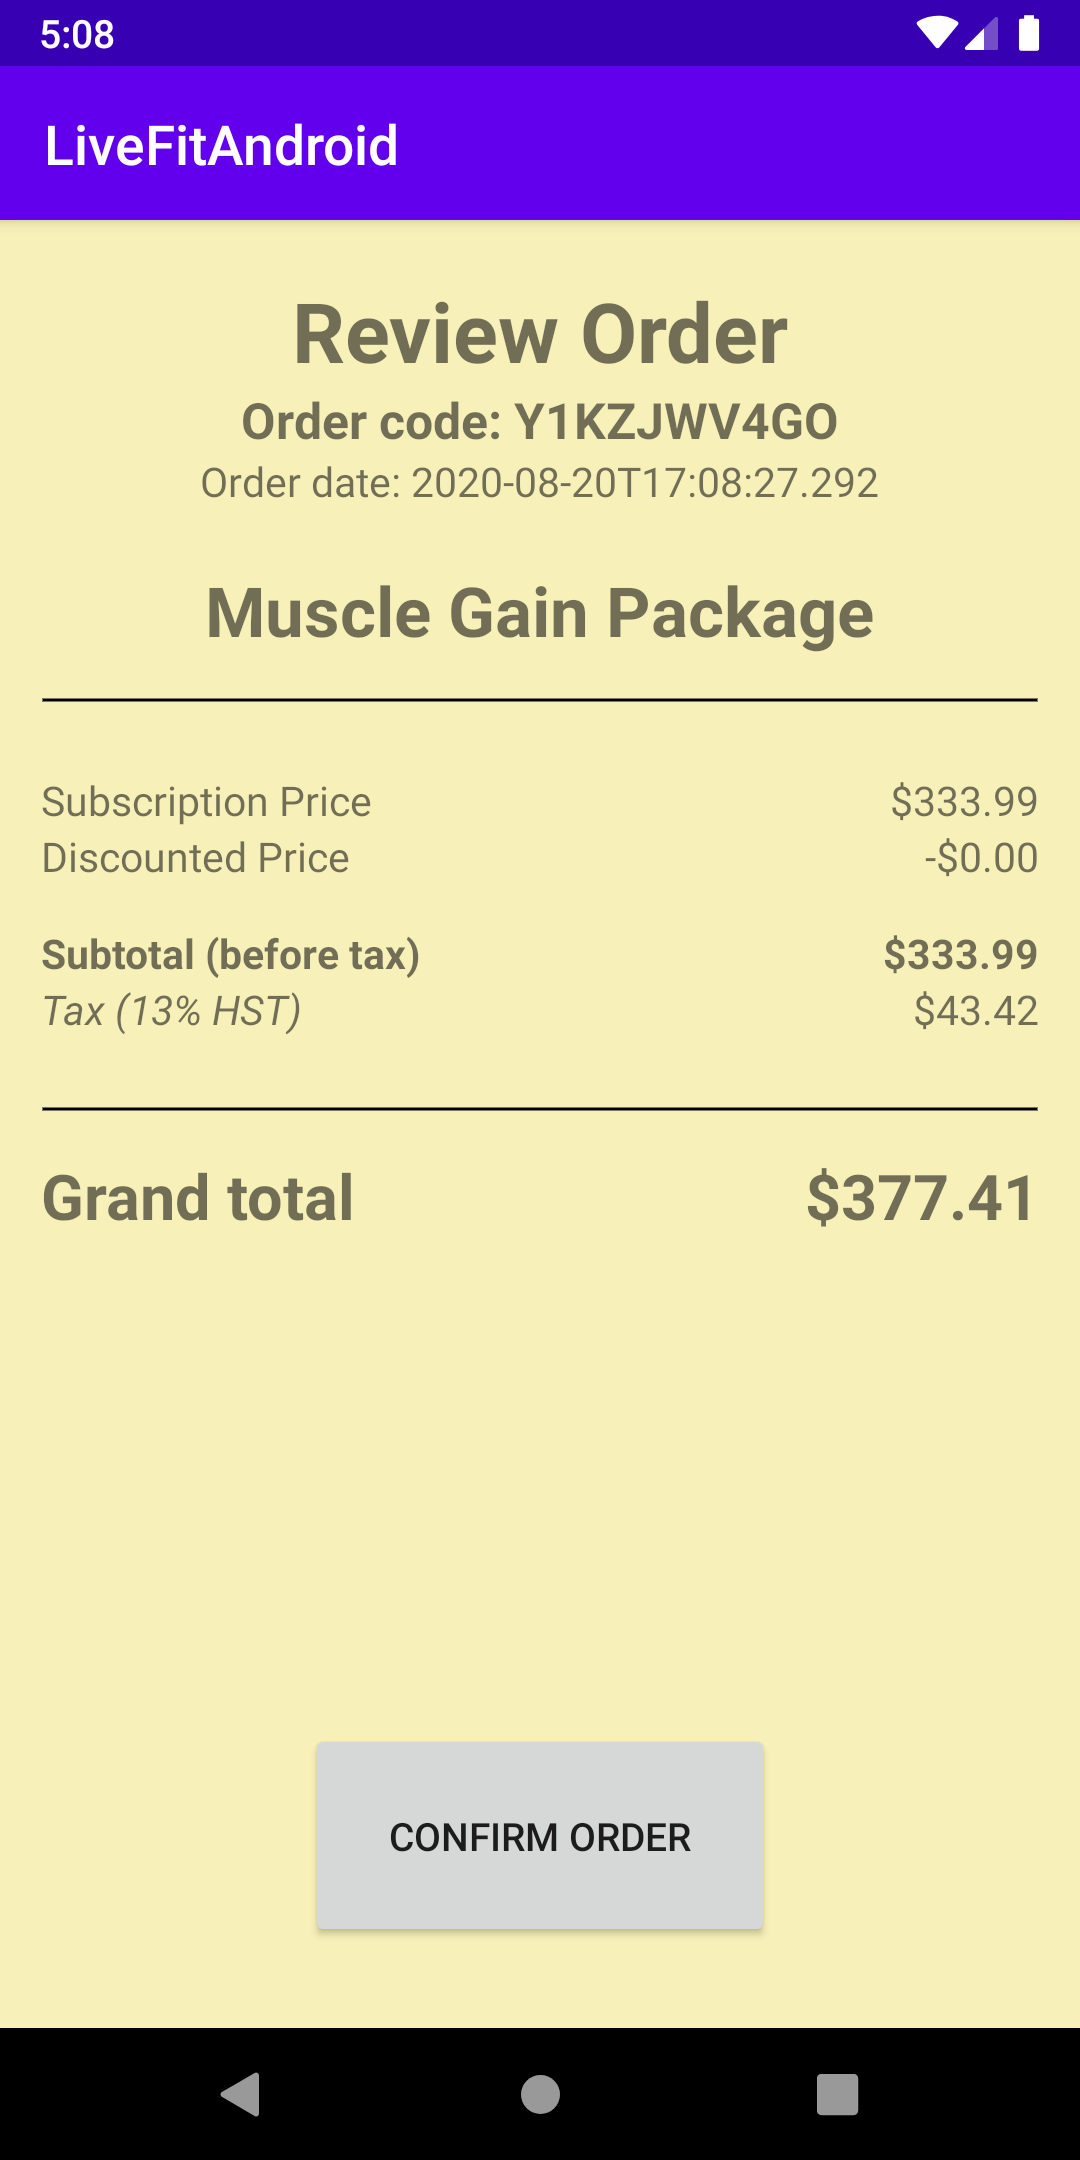 5:08
LiveFitAndroid
Review Order
Order code: Y1KZJWV4GO
Order date: 2020-08-20T17:08:27.292
Muscle Gain Package
Subscription Price $333.99
Discounted Price -$0.00
Subtotal (before tax) $333.99
Tax (13% HST) $43.42
Grand total $377.41
CONFIRM ORDER